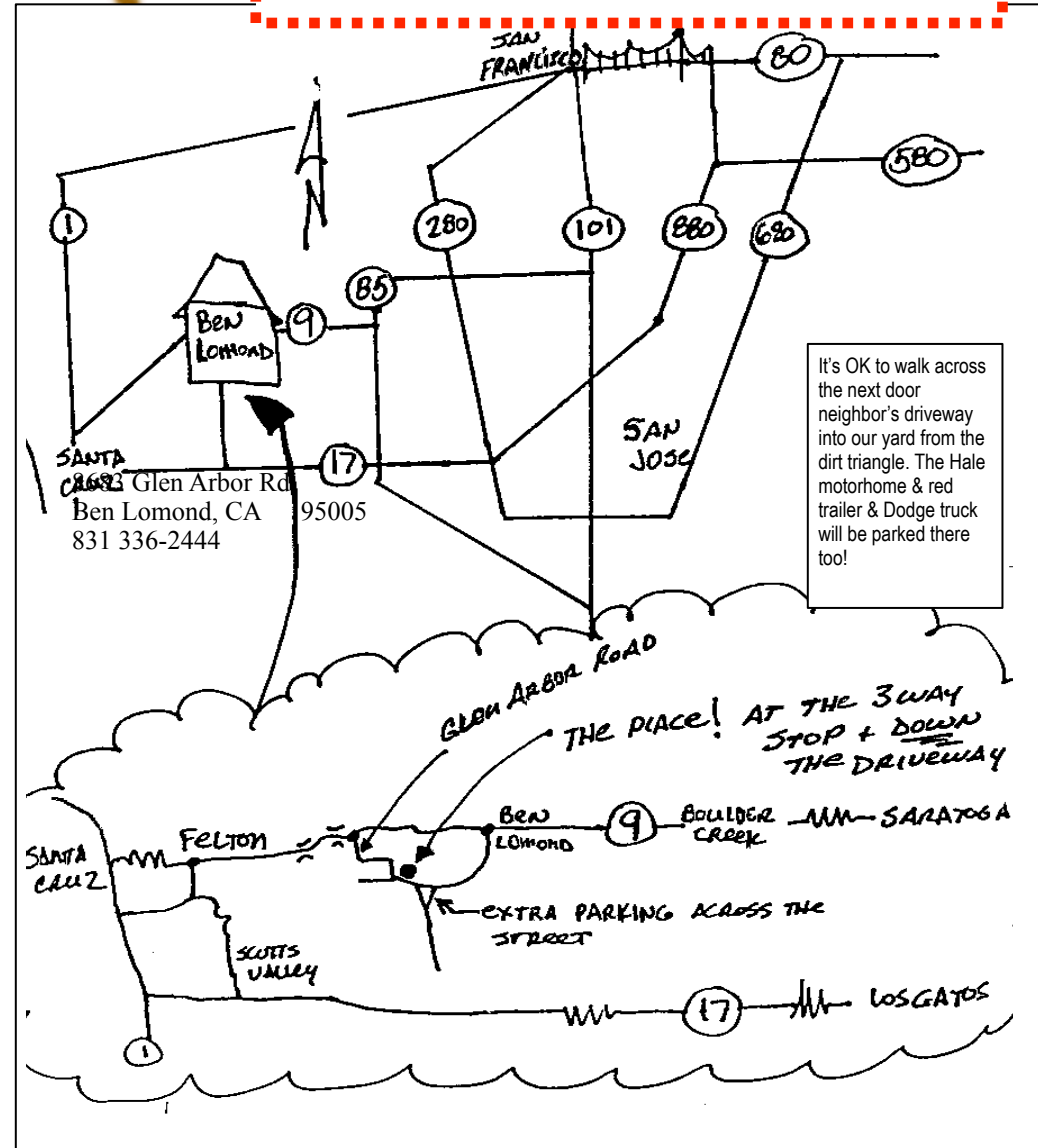 SAN
FRANCISCO
80
580
N
1
280
101
880
680
85
BEN
LOMOND
9
It's OK to walk across
the next door
neighbor's driveway
into our yard from the
dirt triangle. The Hale
motorhome & red
trailer & Dodge truck
will be parked there
too!
SAN
JOSE
17
SANTA
CRUZ
8683 Glen Arbor Rd
Ben Lomond, CA 95005
831 336-2444
GLEN ARBOR ROAD
THE PLACE! AT THE 3 WAY
STOP + DOWN
THE DRIVEWAY
SANTA
CRUZ
FELTON
BEN
LOMOND
9
BOULDER
CREEK
SARATOGA
EXTRA PARKING ACROSS THE
STREET
SCOTTS
VALLEY
17
LOS GATOS
1